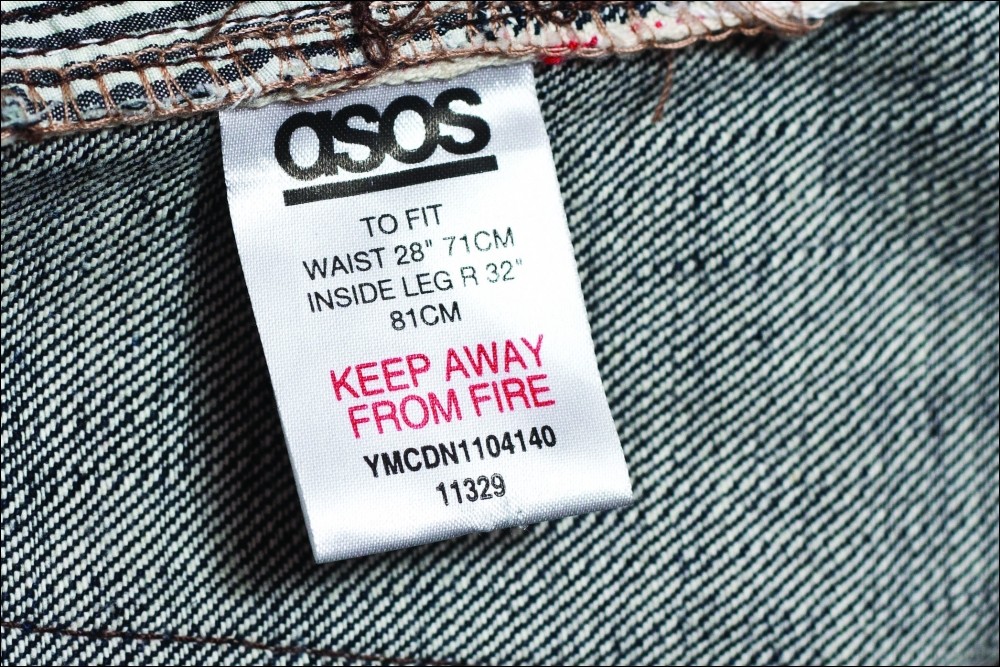 asos
TO FIT
WAIST 28" 71CM
INSIDE LEG R 32"
81CM
KEEP AWAY
FROM FIRE
YMCDN1104140
11329